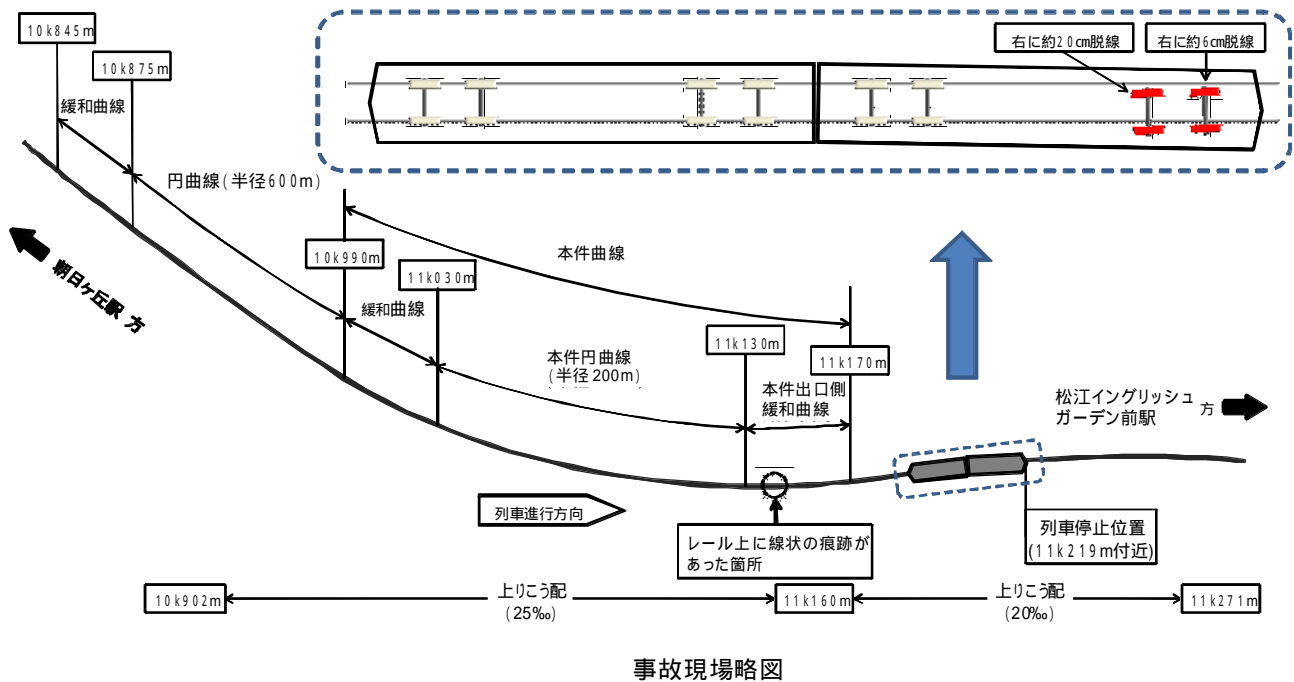 10k845m
10k875m
緩和曲線
円曲線(半径600m)
右に約20㎝脱線
右に約6㎝脱線
朝日ヶ丘駅 方
10k990m
11k030m
緩和曲線
本件曲線
本件円曲線
(半径200m)
11k130m
11k170m
本件出口側
緩和曲線
松江イングリッシュ
ガーデン前駅 方
列車進行方向
レール上に線状の痕跡が
あった箇所
列車停止位置
(11k219m付近)
10k902m
上りこう配
(25‰)
11k160m
上りこう配
(20‰)
11k271m
事故現場略図